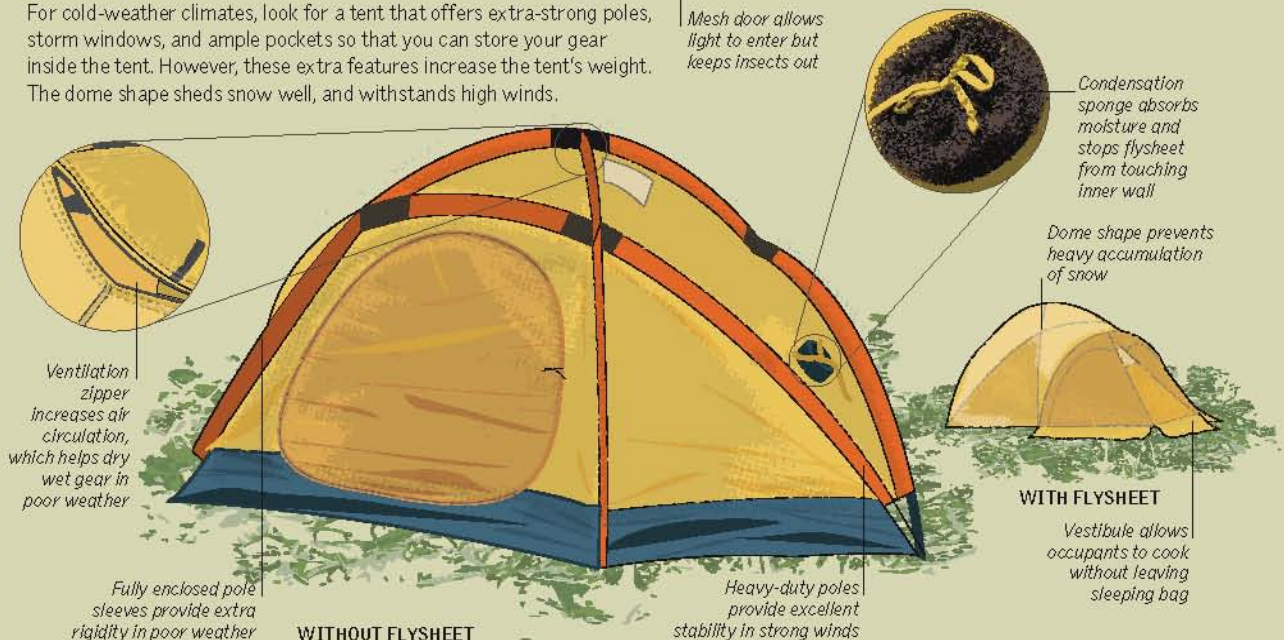 For cold-weather climates, look for a tent that offers extra-strong poles,
storm windows, and ample pockets so that you can store your gear
inside the tent. However, these extra features increase the tent's weight.
The dome shape sheds snow well, and withstands high winds.
Mesh door allows
light to enter but
keeps insects out
Condensation
sponge absorbs
moisture and
stops flysheet
from touching
inner wall
Dome shape prevents
heavy accumulation
of snow
Ventilation
zipper
increases air
circulation,
which helps dry
wet gear in
poor weather
WITH FLYSHEET
Vestibule allows
occupants to cook
without leaving
sleeping bag
Fully enclosed pole
sleeves provide extra
rigidity in poor weather
WITHOUT FLYSHEET
Heavy-duty poles
provide excellent
stability in strong winds